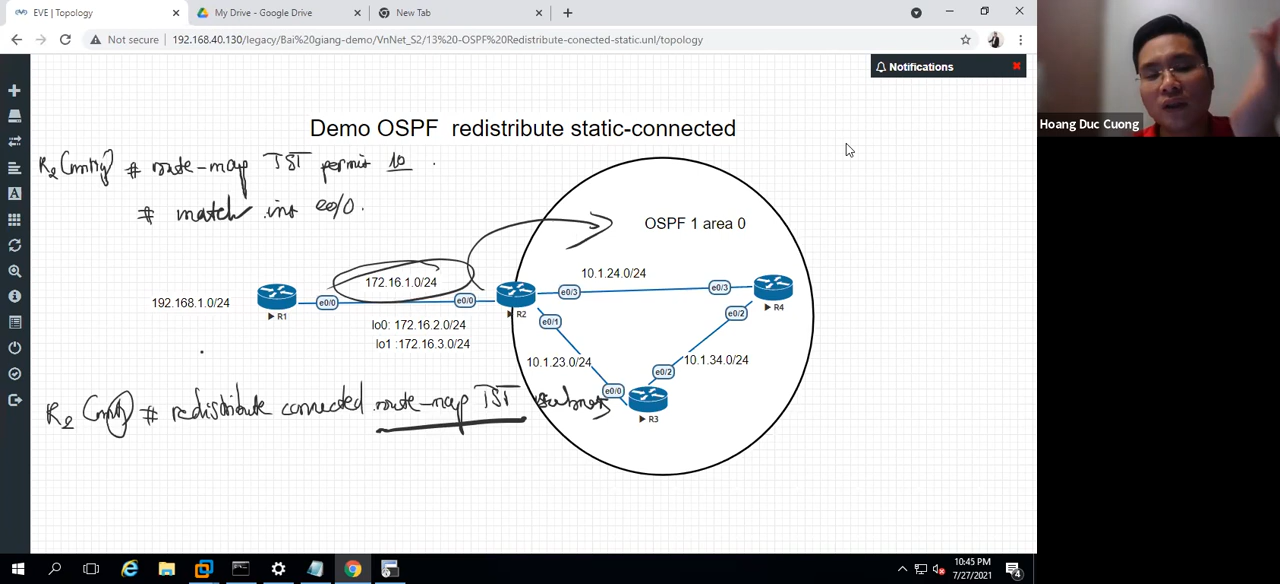 EVE | Topology
My Drive - Google Drive
New Tab
Not secure
192.168.40.130/legacy/Bai'giang-demo/VnNet_S2/13%20-OSPF%20Redistribute-conected-static.unl/topology
Notifications
Hoang Duc Cuong
Demo OSPF redistribute static-connected
R2 Config # route-map TST permit 10
# match int e0/0.
OSPF 1 area 0
172.16.1.0/24
10.1.24.0/24
192.168.1.0/24
e0/0
e0/0
e0/3
e0/3
R1
R2
R4
lo0: 172.16.2.0/24
lo1 :172.16.3.0/24
e0/1
e0/2
10.1.23.0/24
10.1.34.0/24
e0/0
e0/2
R3
R2 Config # redistribute connected route-map TST subnets
10:45 PM
7/27/2021
4